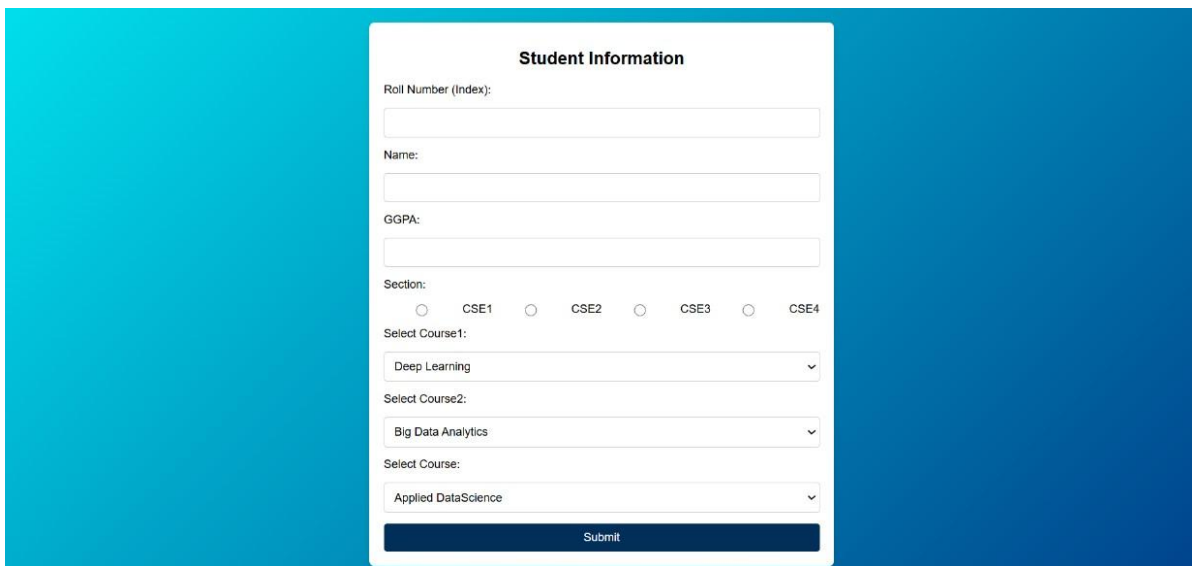 Student Information
Roll Number (Index):
Name:
GGPA:
Section:
CSE1 CSE2 CSE3 CSE4
Select Course1:
Deep Learning
Select Course2:
Big Data Analytics
Select Course:
Applied DataScience
Submit